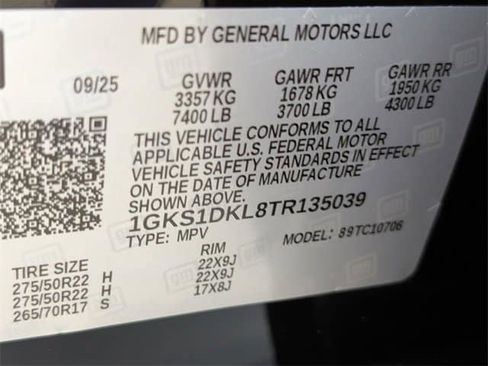 MFD BY GENERAL MOTORS LLC
09/25 GVWR GAWR FRT GAWR RR
3357 KG 1678 KG 1950 KG
7400 LB 3700 LB 4300 LB
THIS VEHICLE CONFORMS TO ALL
APPLICABLE U.S. FEDERAL MOTOR
VEHICLE SAFETY STANDARDS IN EFFECT
ON THE DATE OF MANUFACTURE
SHOWN ABOVE.
1GKS1DKL8TR135039
TYPE: MPV MODEL: 89TC10706
TIRE SIZE RIM
275/50R22 H 22X9J
275/50R22 H 22X9J
265/70R17 S 17X8J